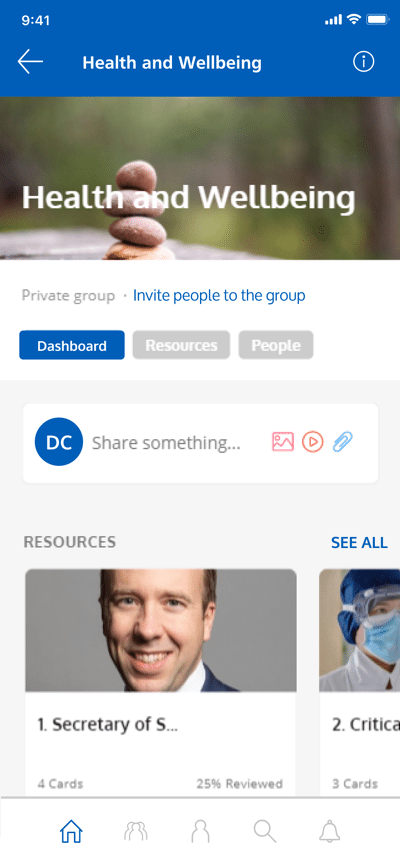 9:41
Health and Wellbeing
Health and Wellbeing
Private group · Invite people to the group
Dashboard Resources People
DC Share something...
RESOURCES SEE ALL
1. Secretary of S... 2. Critica
4 Cards 25% Reviewed 3 Cards